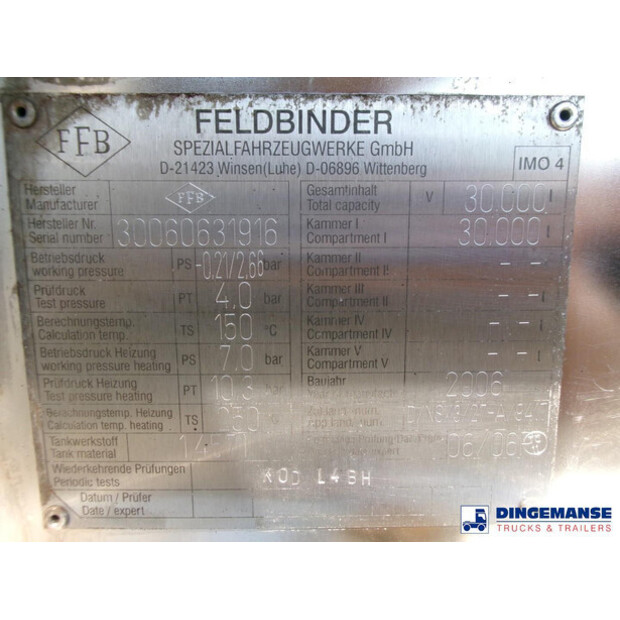 FFB
FELDBINDER
SPEZIALFAHRZEUGWERKE GmbH
D-21423 Winsen(Luhe) D-06896 Wittenberg
IMO 4
Hersteller
Manufacturer
FFB
Hersteller Nr.
Serial number
30060631916
Betriebsdruck
working pressure
PS -0.21/2.66 bar
Prüfdruck
Test pressure
PT 4.0 bar
Berechnungstemp.
Calculation temp.
TS 150 °C
Betriebsdruck Heizung
working pressure heating
PS 7.0 bar
Prüfdruck Heizung
Test pressure heating
PT 10.3
Berechnungstemp. Heizung
Calculation temp. heating
TS
Tankwerkstoff
Tank material
Wiederkehrende Prüfungen
Periodic tests
Datum / Prüfer
Date / expert
Gesamtinhalt
Total capacity
V 30.000 l
Kammer I
Compartment I
30.000 l
Kammer II
Compartment II
-- l
Kammer III
Compartment III
-- l
Kammer IV
Compartment IV
-- l
Kammer V
Compartment V
-- l
Baujahr
2006
06/06
KOD L4BH
DINGEMANSE
TRUCKS & TRAILERS